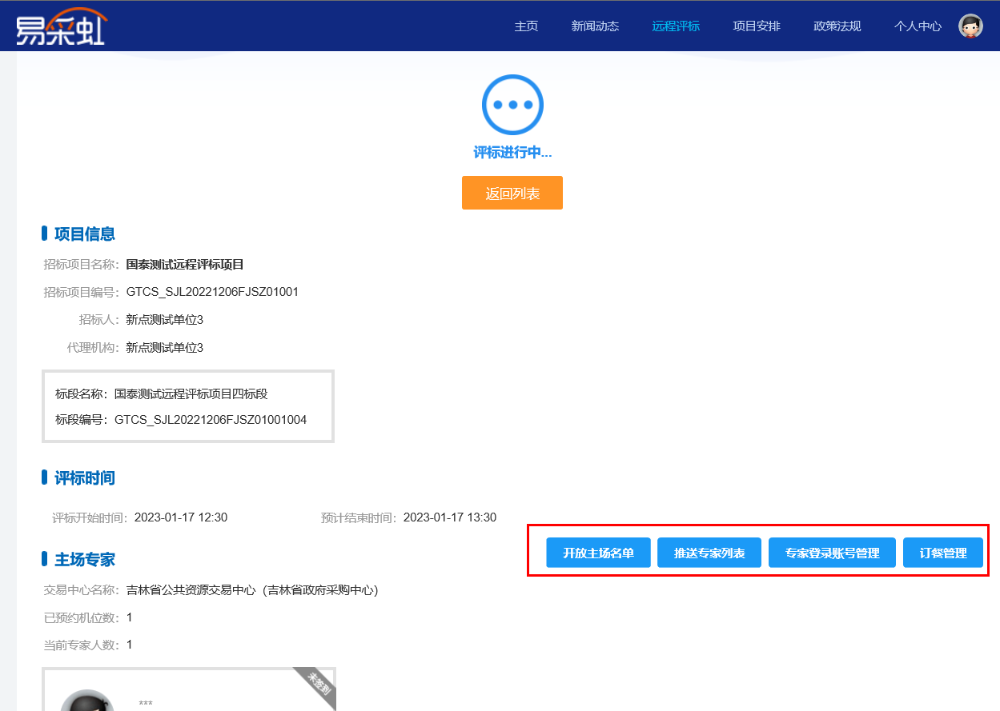 易采虹
主页 新闻动态 远程评标 项目安排 政策法规 个人中心
评标进行中...
返回列表
项目信息
招标项目名称： 国泰测试远程评标项目
招标项目编号： GTCS_SJL20221206FJSZ01001
招标人： 新点测试单位3
代理机构： 新点测试单位3
标段名称： 国泰测试远程评标项目四标段
标段编号： GTCS_SJL20221206FJSZ01001004
评标时间
评标开始时间： 2023-01-17 12:30 预计结束时间： 2023-01-17 13:30
开放主场名单 推送专家列表 专家登录账号管理 订餐管理
主场专家
交易中心名称： 吉林省公共资源交易中心（吉林省政府采购中心）
已预约机位数： 1
当前专家人数： 1
未签到
***